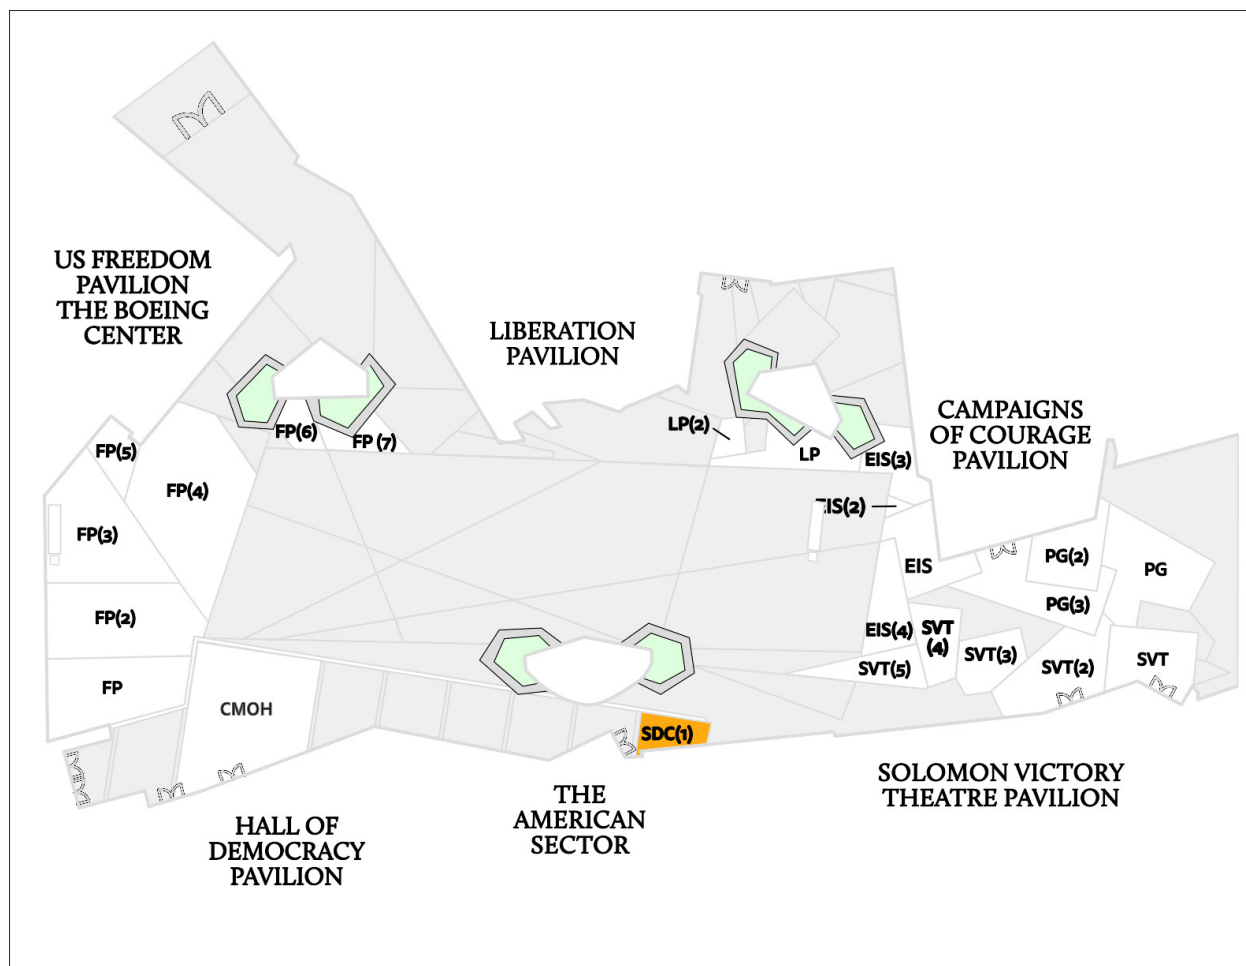 US FREEDOM
PAVILION
THE BOEING
CENTER
LIBERATION
PAVILION
CAMPAIGNS
OF COURAGE
PAVILION
FP(5)
FP(6)
FP (7)
LP(2)
LP
EIS(3)
FP(4)
EIS(2)
FP(3)
EIS
PG(2)
PG
PG(3)
FP(2)
EIS(4)
SVT
(4)
SVT(3)
SVT(5)
SVT(2)
SVT
FP
CMOH
SDC(1)
SOLOMON VICTORY
THEATRE PAVILION
THE
AMERICAN
SECTOR
HALL OF
DEMOCRACY
PAVILION